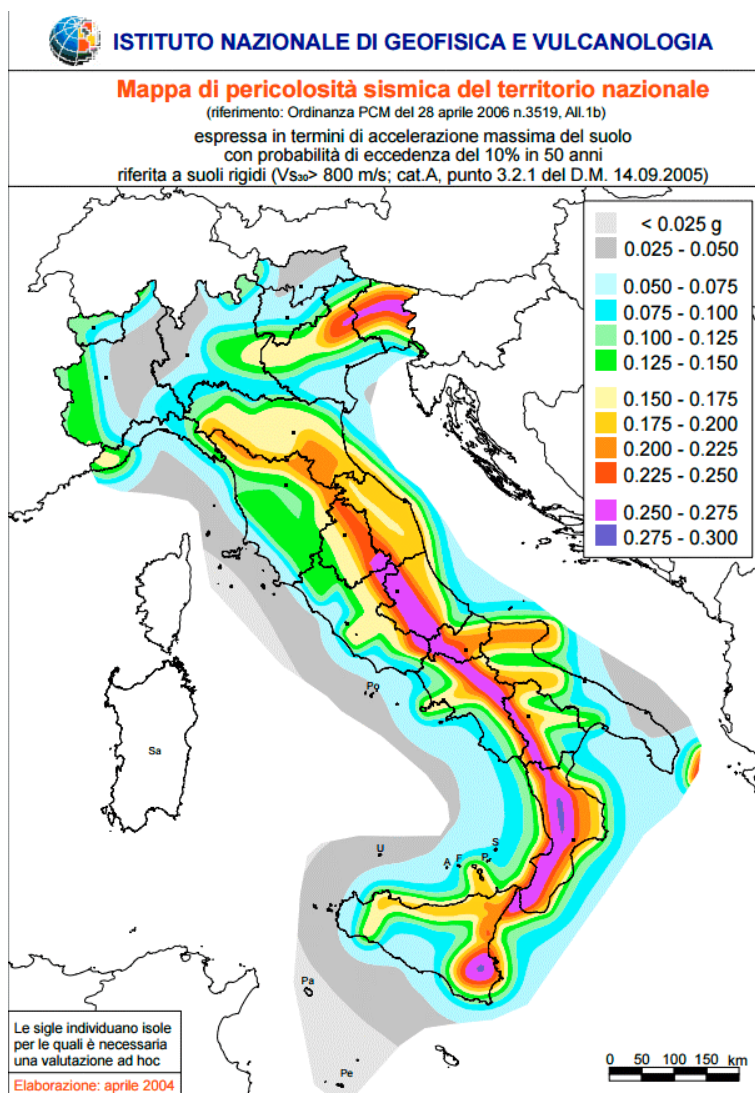 ISTITUTO NAZIONALE DI GEOFISICA E VULCANOLOGIA
Mappa di pericolosità sismica del territorio nazionale
(riferimento: Ordinanza PCM del 28 aprile 2006 n.3519, All.1b)
espressa in termini di accelerazione massima del suolo
con probabilità di eccedenza del 10% in 50 anni
riferita a suoli rigidi (Vs30> 800 m/s; cat.A, punto 3.2.1 del D.M. 14.09.2005)
< 0.025 g
0.025 - 0.050
0.050 - 0.075
0.075 - 0.100
0.100 - 0.125
0.125 - 0.150
0.150 - 0.175
0.175 - 0.200
0.200 - 0.225
0.225 - 0.250
0.250 - 0.275
0.275 - 0.300
Po
Sa
U
A
F
P
S
Pa
Pe
Le sigle individuano isole
per le quali è necessaria
una valutazione ad hoc
Elaborazione: aprile 2004
0 50 100 150 km